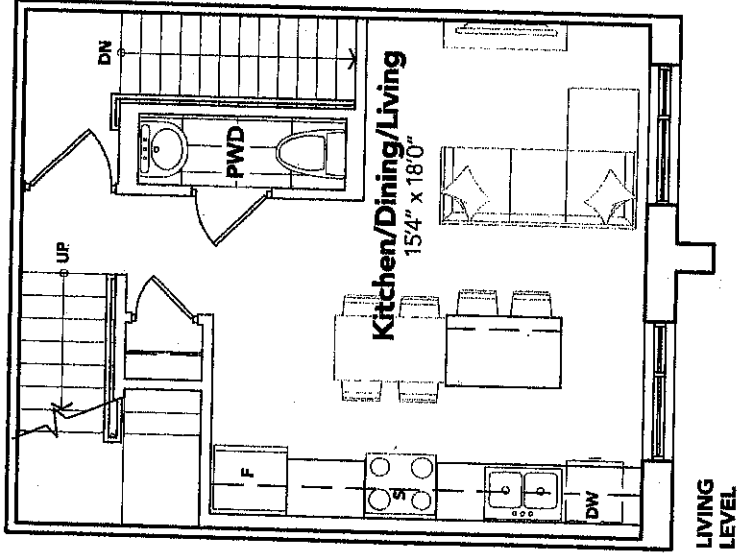 DN
UP
PWD
Kitchen/Dining/Living
15'4" x 18'0"
F
S
DW
LIVING
LEVEL